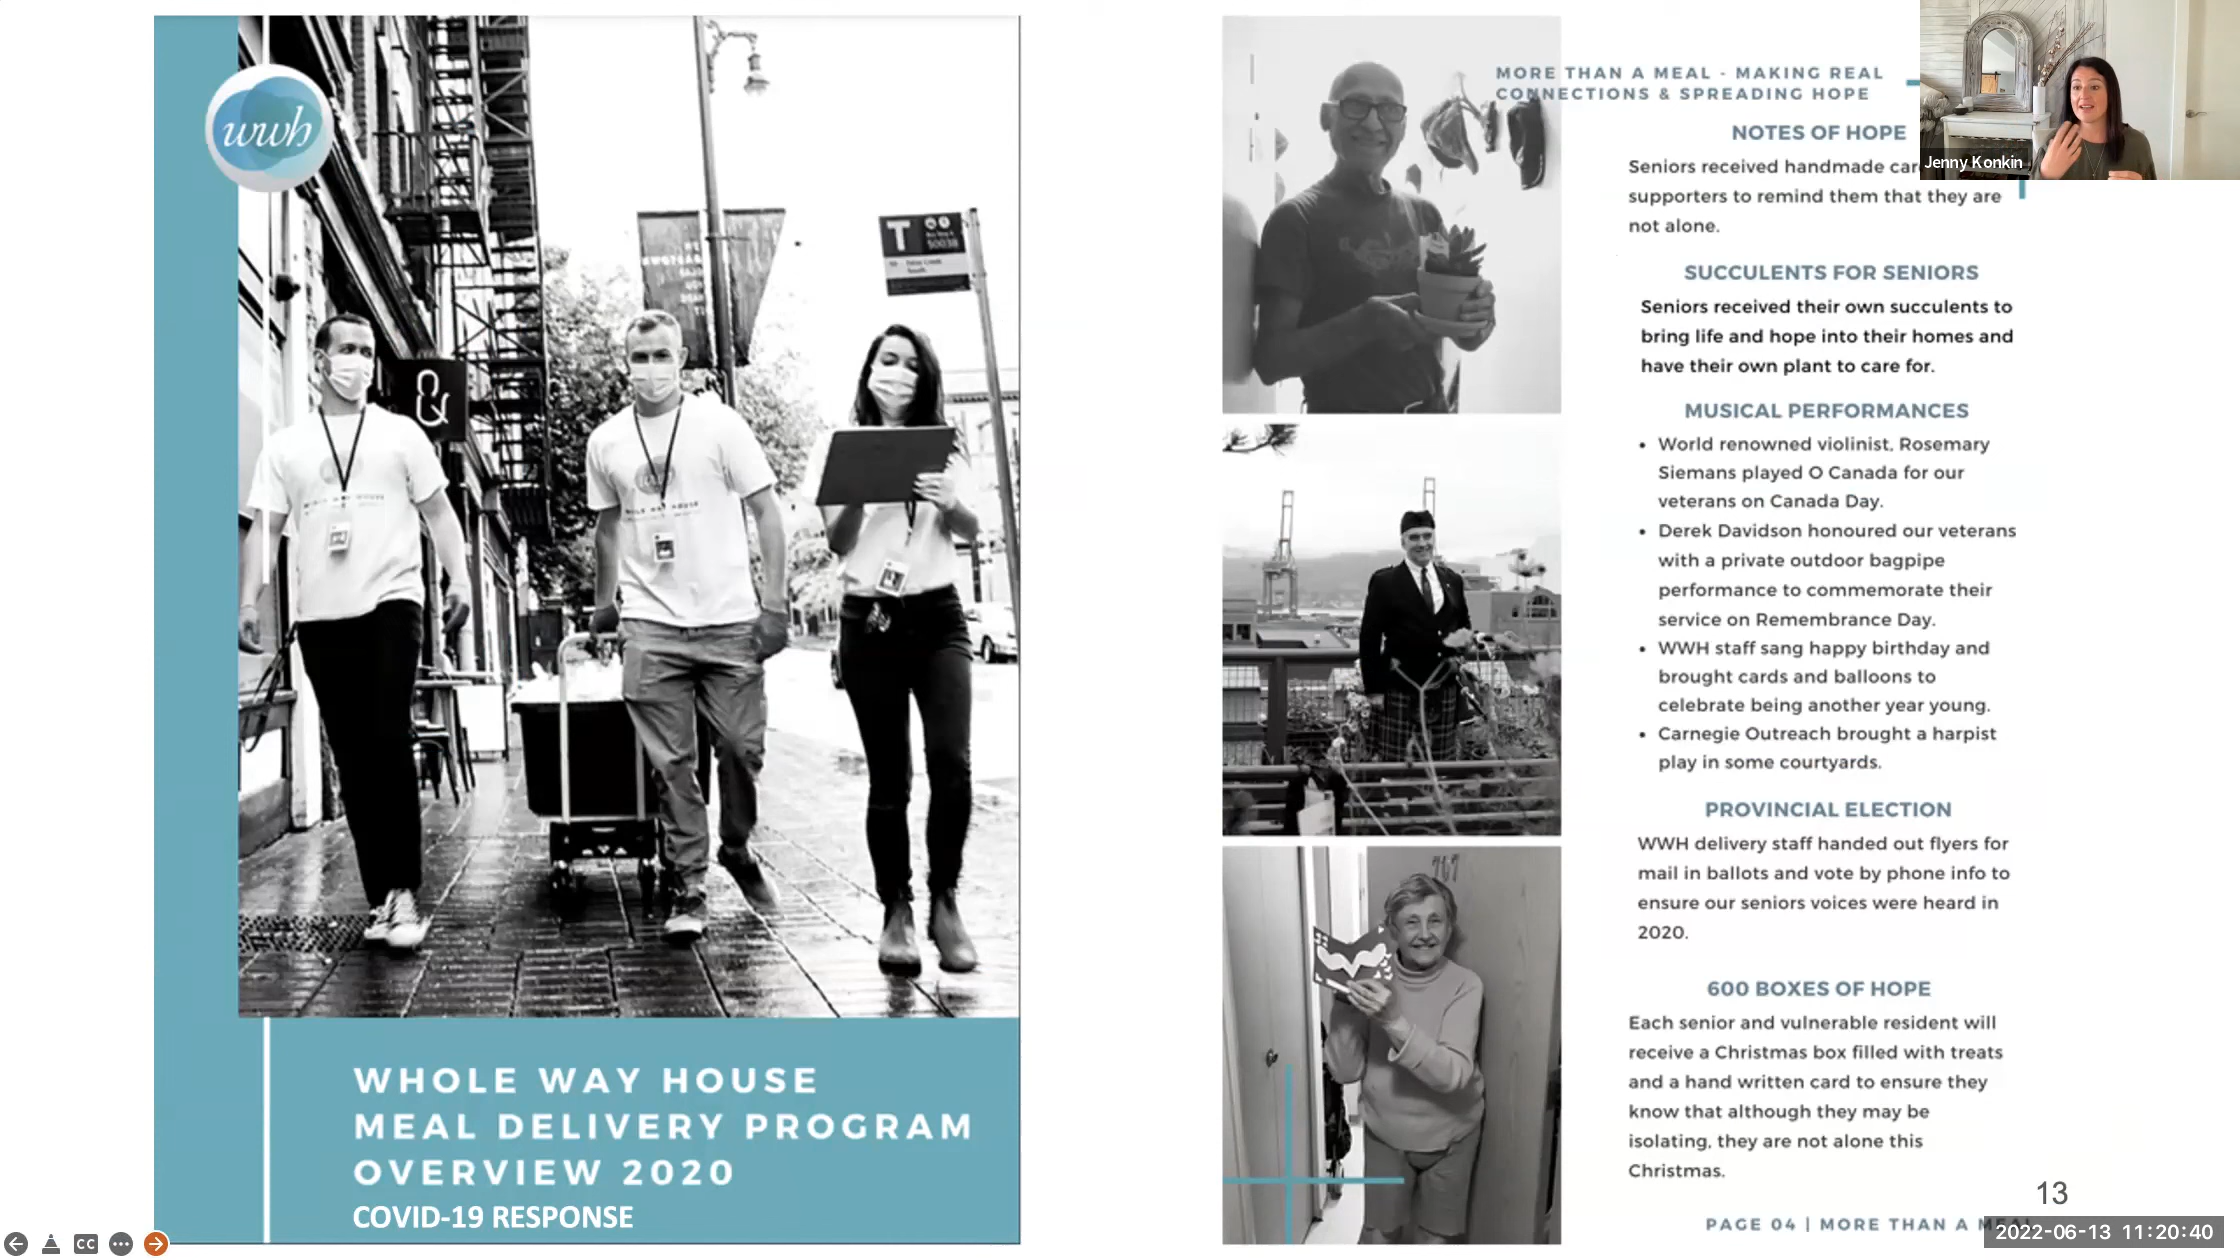 wwh
T
50038
WHOLE WAY HOUSE
MEAL DELIVERY PROGRAM
OVERVIEW 2020
COVID-19 RESPONSE
MORE THAN A MEAL - MAKING REAL
CONNECTIONS & SPREADING HOPE
NOTES OF HOPE
Seniors received handmade
supporters to remind them that they are
not alone.
SUCCULENTS FOR SENIORS
Seniors received their own succulents to
bring life and hope into their homes and
have their own plant to care for.
MUSICAL PERFORMANCES
• World renowned violinist, Rosemary
Siemans played O Canada for our
veterans on Canada Day.
• Derek Davidson honoured our veterans
with a private outdoor bagpipe
performance to commemorate their
service on Remembrance Day.
• WWH staff sang happy birthday and
brought cards and balloons to
celebrate being another year young.
• Carnegie Outreach brought a harpist
play in some courtyards.
PROVINCIAL ELECTION
WWH delivery staff handed out flyers for
mail in ballots and vote by phone info to
ensure our seniors voices were heard in
2020.
600 BOXES OF HOPE
Each senior and vulnerable resident will
receive a Christmas box filled with treats
and a hand written card to ensure they
know that although they may be
isolating, they are not alone this
Christmas.
13
PAGE 04 | MORE THAN A
Jenny Konkin
CC
2022-06-13 11:20:40